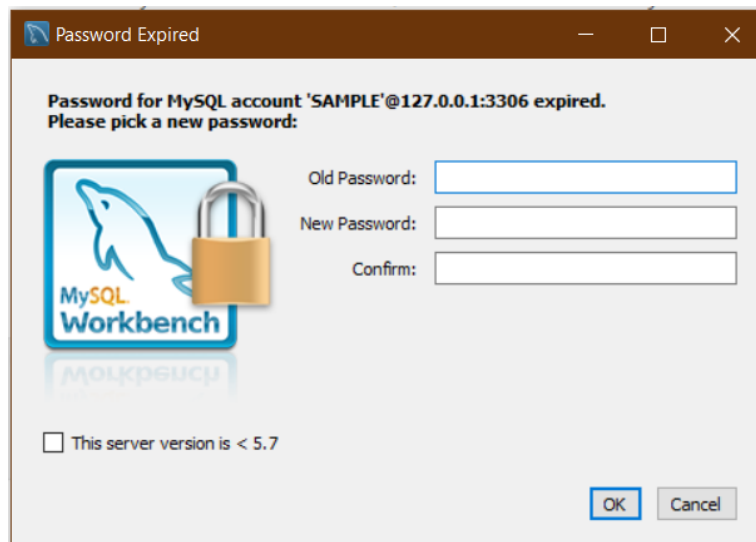 Password Expired
Password for MySQL account 'SAMPLE'@127.0.0.1:3306 expired.
Please pick a new password:
Old Password:
New Password:
Confirm:
MySQL
Workbench
Workbench
This server version is < 5.7
OK
Cancel